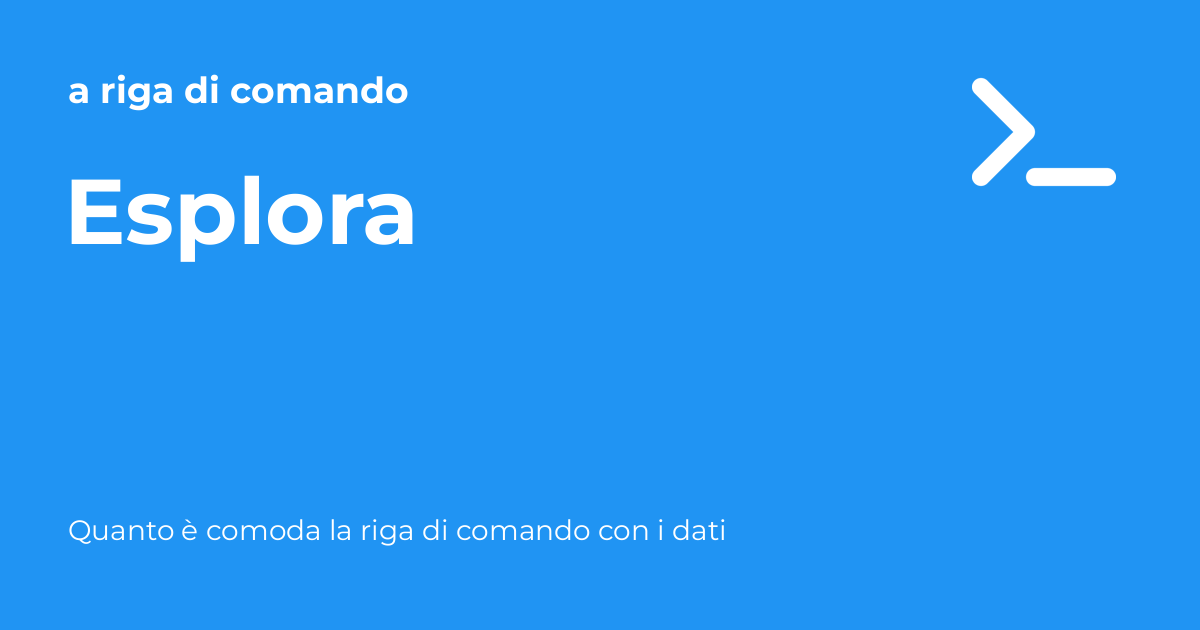 a riga di comando
Esplora
Quanto è comoda la riga di comando con i dati